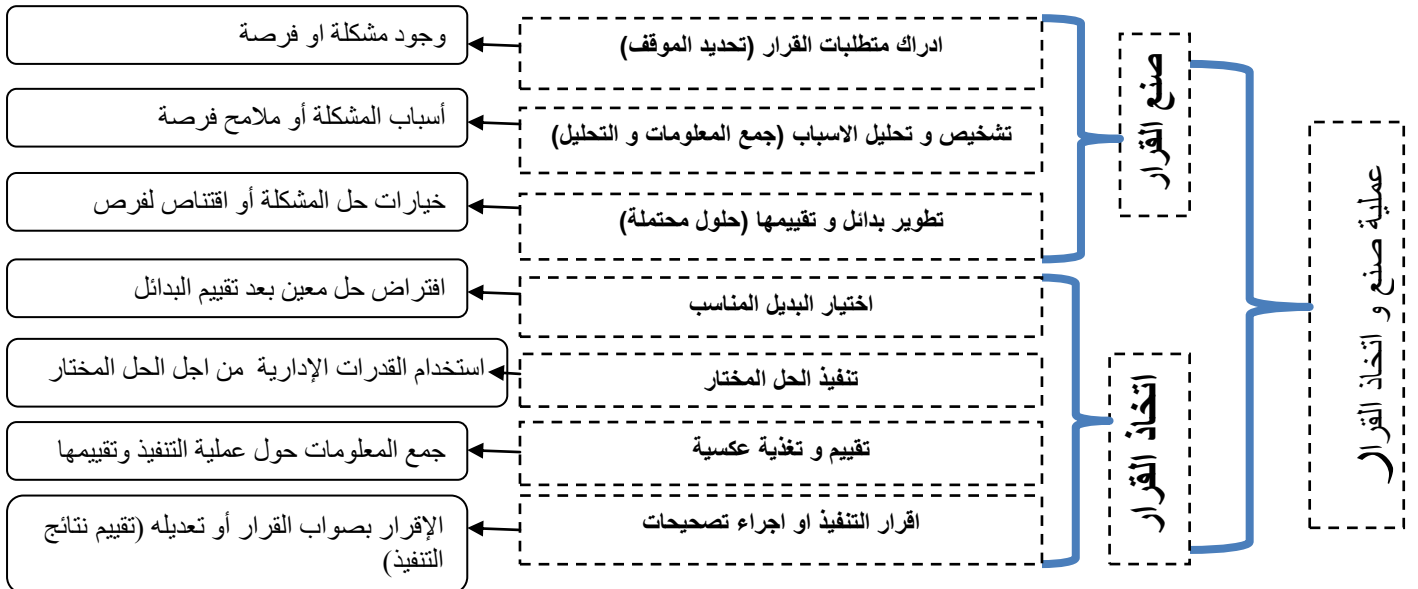 عملية صنع و اتخاذ القرار
صنع القرار
ادراك متطلبات القرار (تحديد الموقف)
وجود مشكلة او فرصة
تشخيص و تحليل الاسباب (جمع المعلومات و التحليل)
أسباب المشكلة أو ملامح فرصة
تطوير بدائل و تقييمها (حلول محتملة)
خيارات حل المشكلة أو اقتناص لفرص
اتخاذ القرار
اختيار البديل المناسب
افتراض حل معين بعد تقييم البدائل
تنفيذ الحل المختار
استخدام القدرات الإدارية من اجل الحل المختار
تقييم و تغذية عكسية
جمع المعلومات حول عملية التنفيذ وتقييمها
اقرار التنفيذ او اجراء تصحيحات
الإقرار بصواب القرار أو تعديله (تقييم نتائج
التنفيذ)